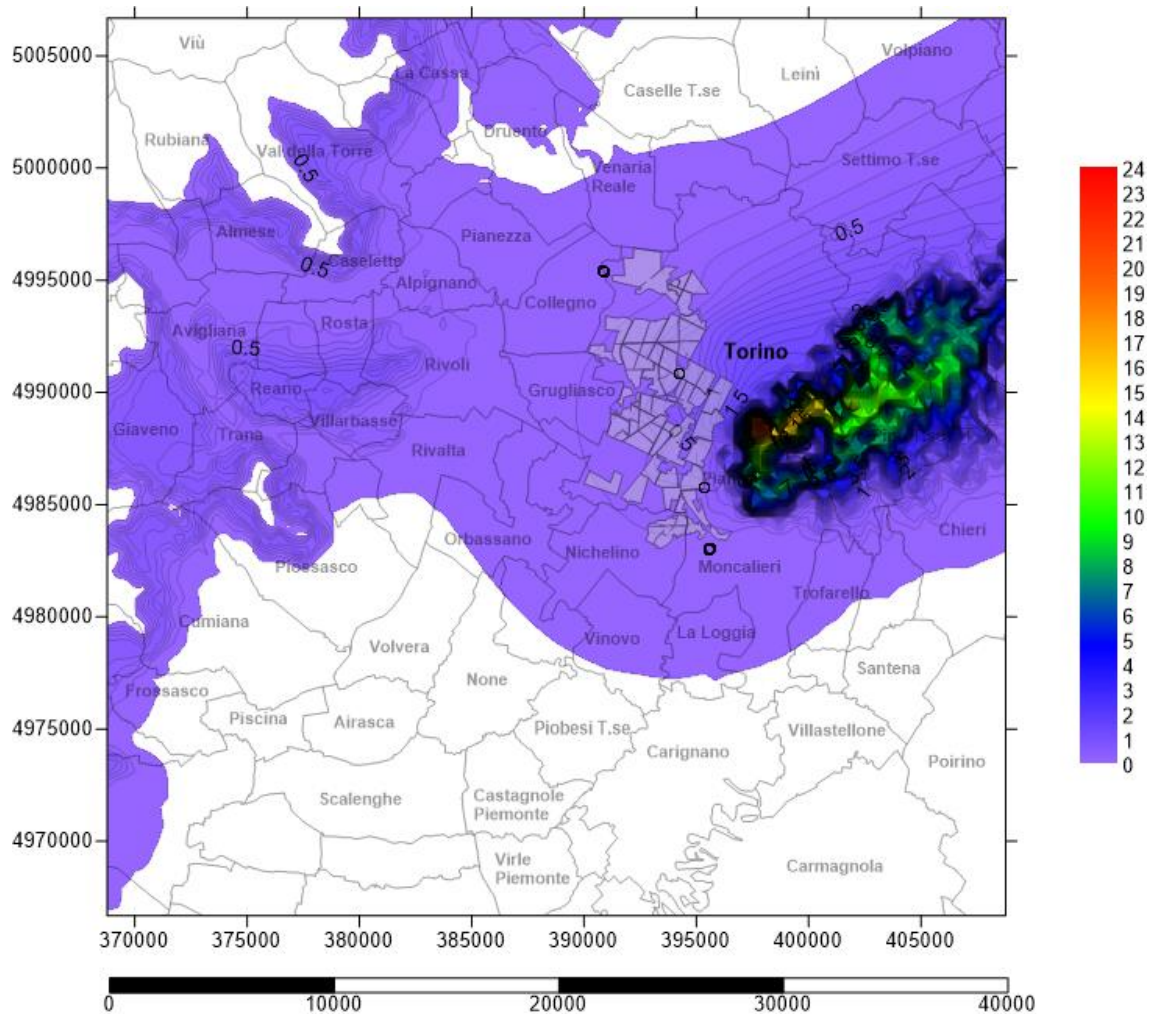 5005000
5000000
4995000
4990000
4985000
4980000
4975000
4970000
Viù
La Cassa
Caselle T.se
Leinì
Volpiano
Rubiana
Val della Torre
Druento
Venaria
Reale
Settimo T.se
0.5
0.5
Almese
Pianezza
0.5
Caselette
Alpignano
Collegno
Avigliana
Rosta
0.5
Rivoli
Torino
Reano
Grugliasco
1.5
Giaveno
Trana
Villarbasse
Rivalta
0.5
Orbassano
Nichelino
Moncalieri
Chieri
Piossasco
Trofarello
Cumiana
Volvera
Vinovo
La Loggia
Santena
Frossasco
None
Piscina
Airasca
Piobesi T.se
Carignano
Villastellone
Poirino
Scalenghe
Castagnole
Piemonte
Virle
Piemonte
Carmagnola
370000 375000 380000 385000 390000 395000 400000 405000
0 10000 20000 30000 40000
24
23
22
21
20
19
18
17
16
15
14
13
12
11
10
9
8
7
6
5
4
3
2
1
0